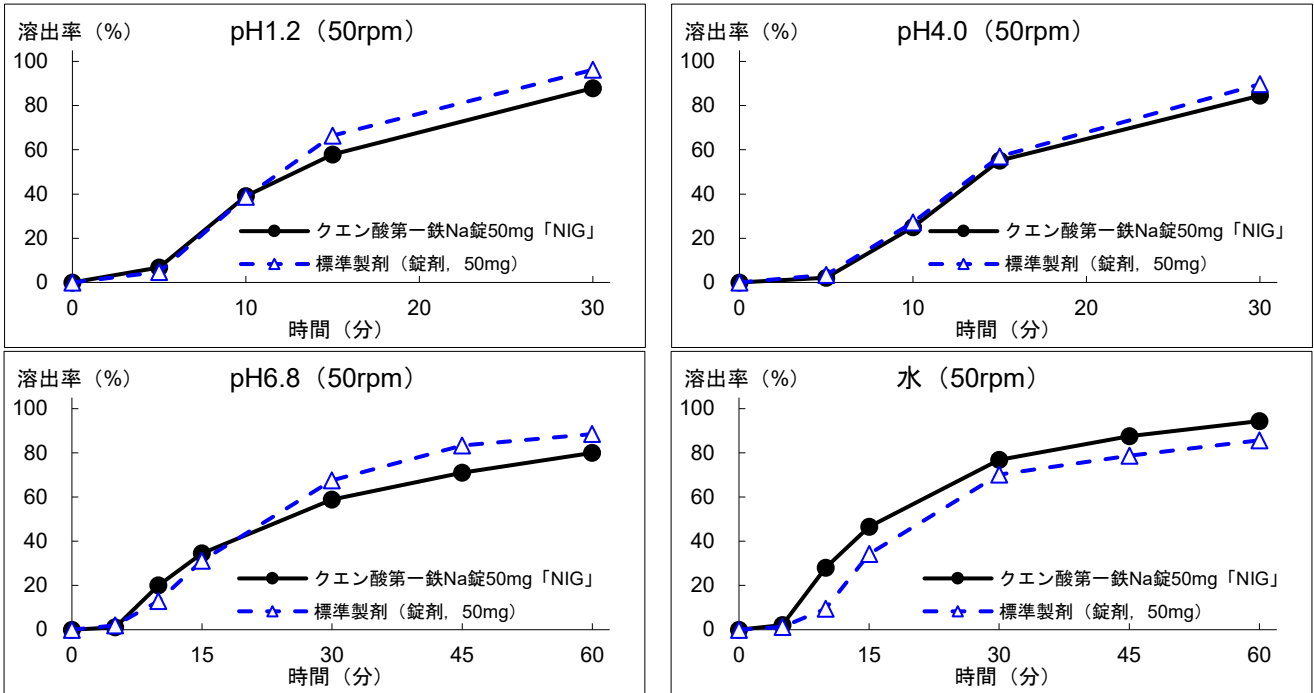 溶出率（%）
pH1.2（50rpm）
100
80
60
40
20
0
クエン酸第一鉄Na錠50mg「NIG」
標準製剤（錠剤，50mg）
0
10
20
30
時間（分）
溶出率（%）
pH4.0（50rpm）
100
80
60
40
20
0
クエン酸第一鉄Na錠50mg「NIG」
標準製剤（錠剤，50mg）
0
10
20
30
時間（分）
溶出率（%）
pH6.8（50rpm）
100
80
60
40
20
0
クエン酸第一鉄Na錠50mg「NIG」
標準製剤（錠剤，50mg）
0
15
30
45
60
時間（分）
溶出率（%）
水（50rpm）
100
80
60
40
20
0
クエン酸第一鉄Na錠50mg「NIG」
標準製剤（錠剤，50mg）
0
15
30
45
60
時間（分）